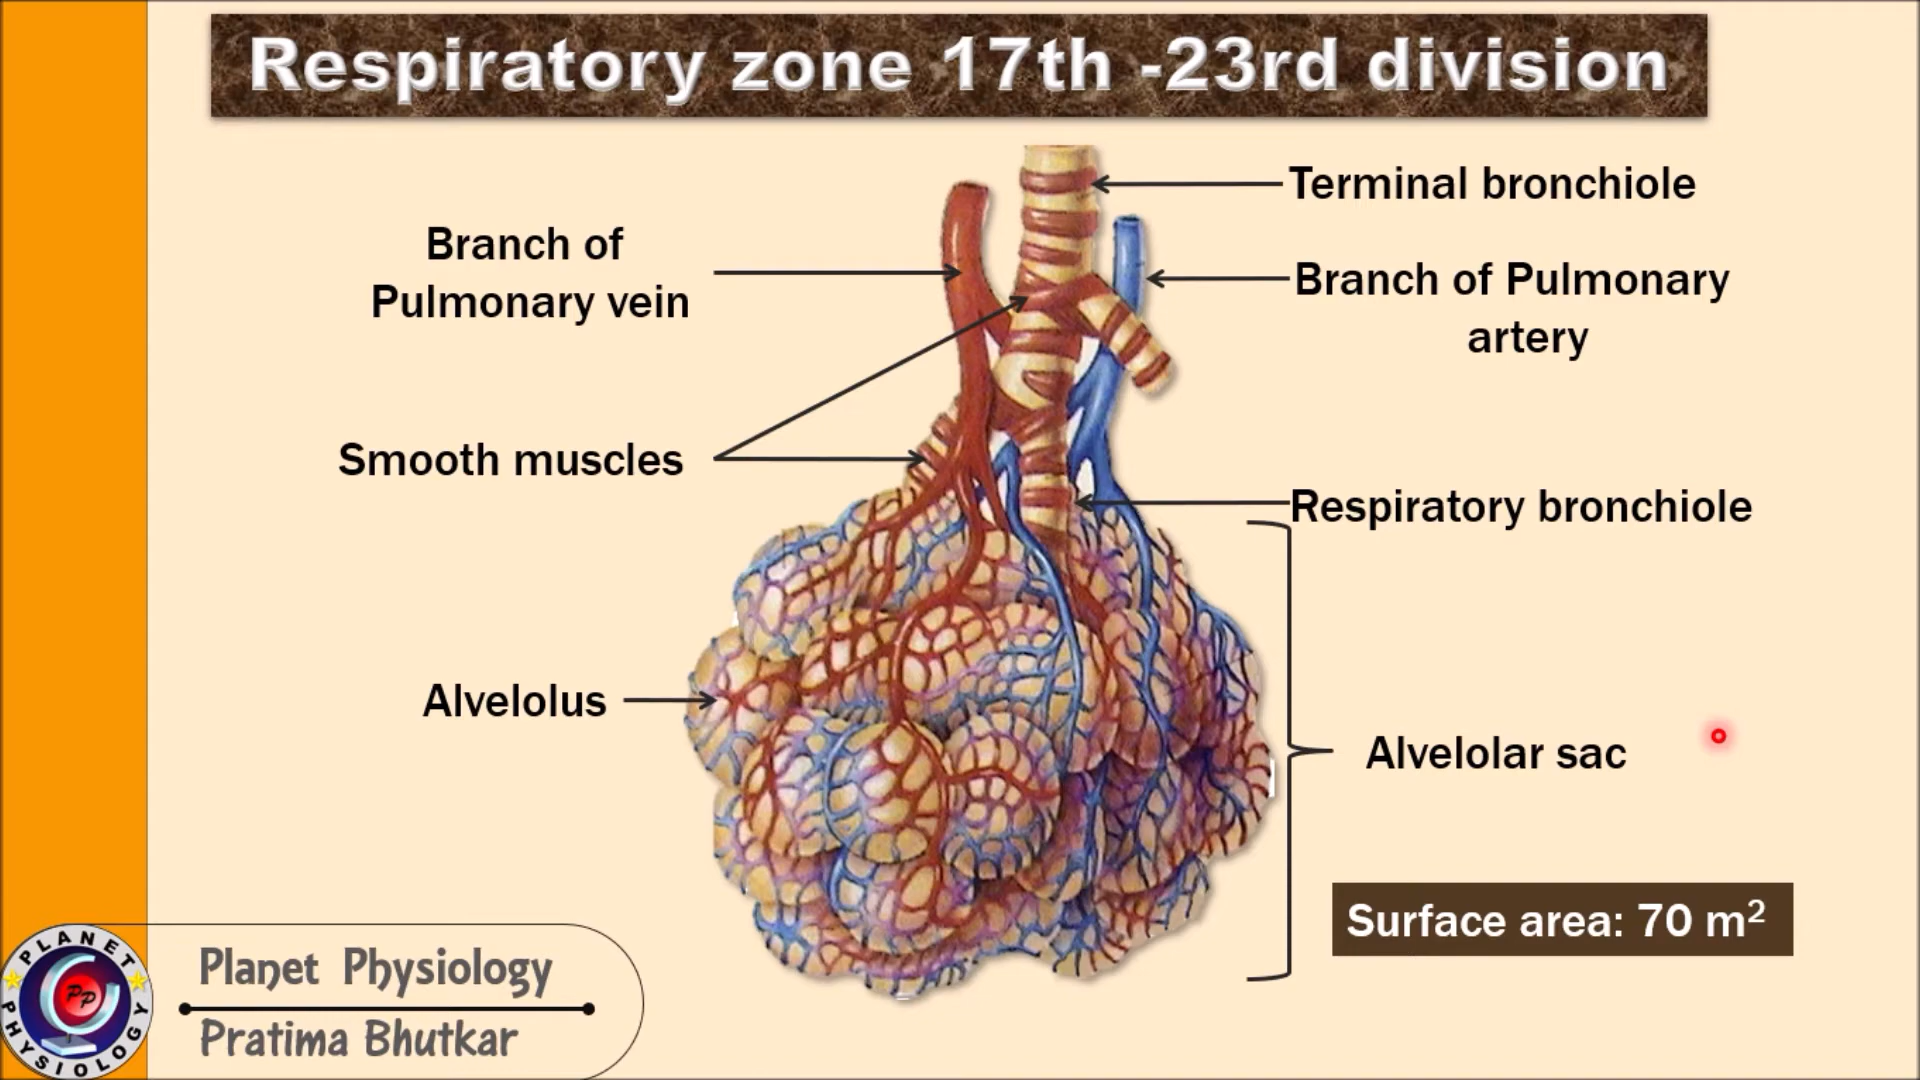 Respiratory zone 17th -23rd division
Terminal bronchiole
Branch of
Pulmonary vein
Branch of Pulmonary
artery
Smooth muscles
Respiratory bronchiole
Alvelolus
Alvelolar sac
Surface area: 70 m²
PLANET
PP
PHYSIOLOGY
Planet Physiology
Pratima Bhutkar